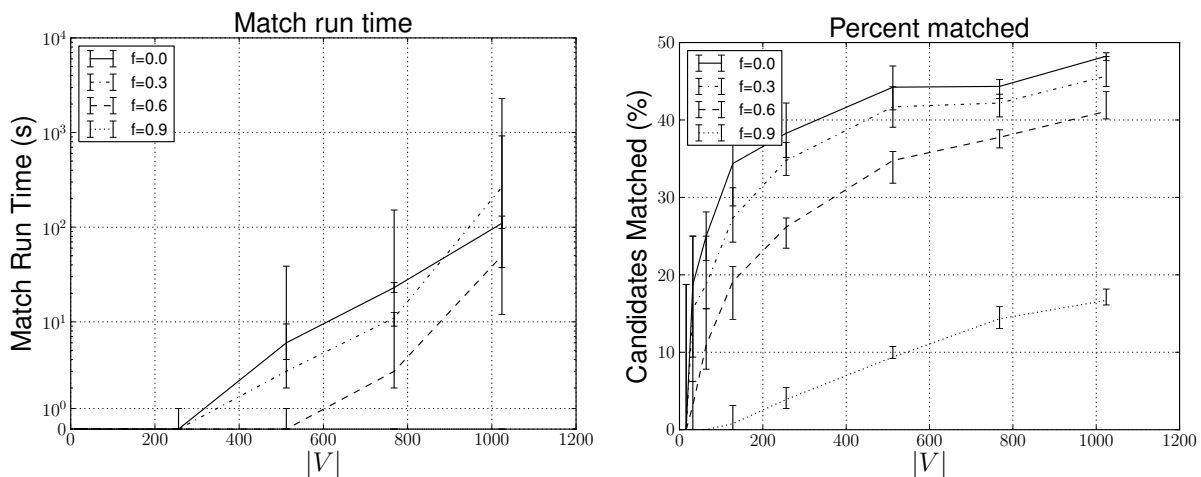 Match run time
Match Run Time (s)
10^4
10^3
10^2
10^1
10^0
0
f=0.0
f=0.3
f=0.6
f=0.9
0 200 400 600 800 1000 1200
|V|
Percent matched
Candidates Matched (%)
50
40
30
20
10
0
f=0.0
f=0.3
f=0.6
f=0.9
0 200 400 600 800 1000 1200
|V|